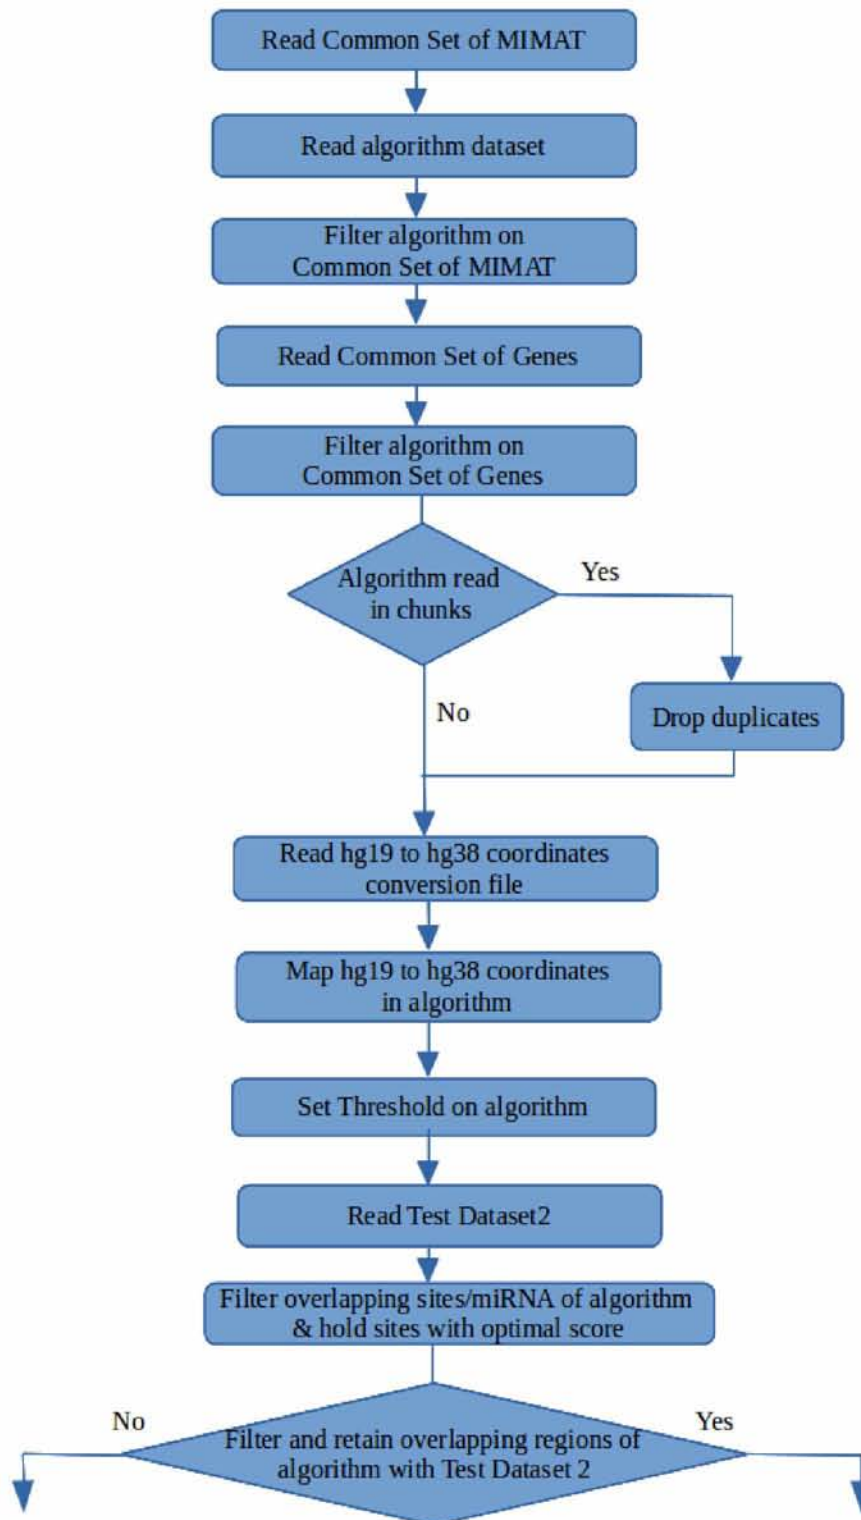 Read Common Set of MIMAT
Read algorithm dataset
Filter algorithm on
Common Set of MIMAT
Read Common Set of Genes
Filter algorithm on
Common Set of Genes
Algorithm read
in chunks
Yes
No
Drop duplicates
Read hg19 to hg38 coordinates
conversion file
Map hg19 to hg38 coordinates
in algorithm
Set Threshold on algorithm
Read Test Dataset2
Filter overlapping sites/miRNA of algorithm
& hold sites with optimal score
No
Yes
Filter and retain overlapping regions of
algorithm with Test Dataset 2